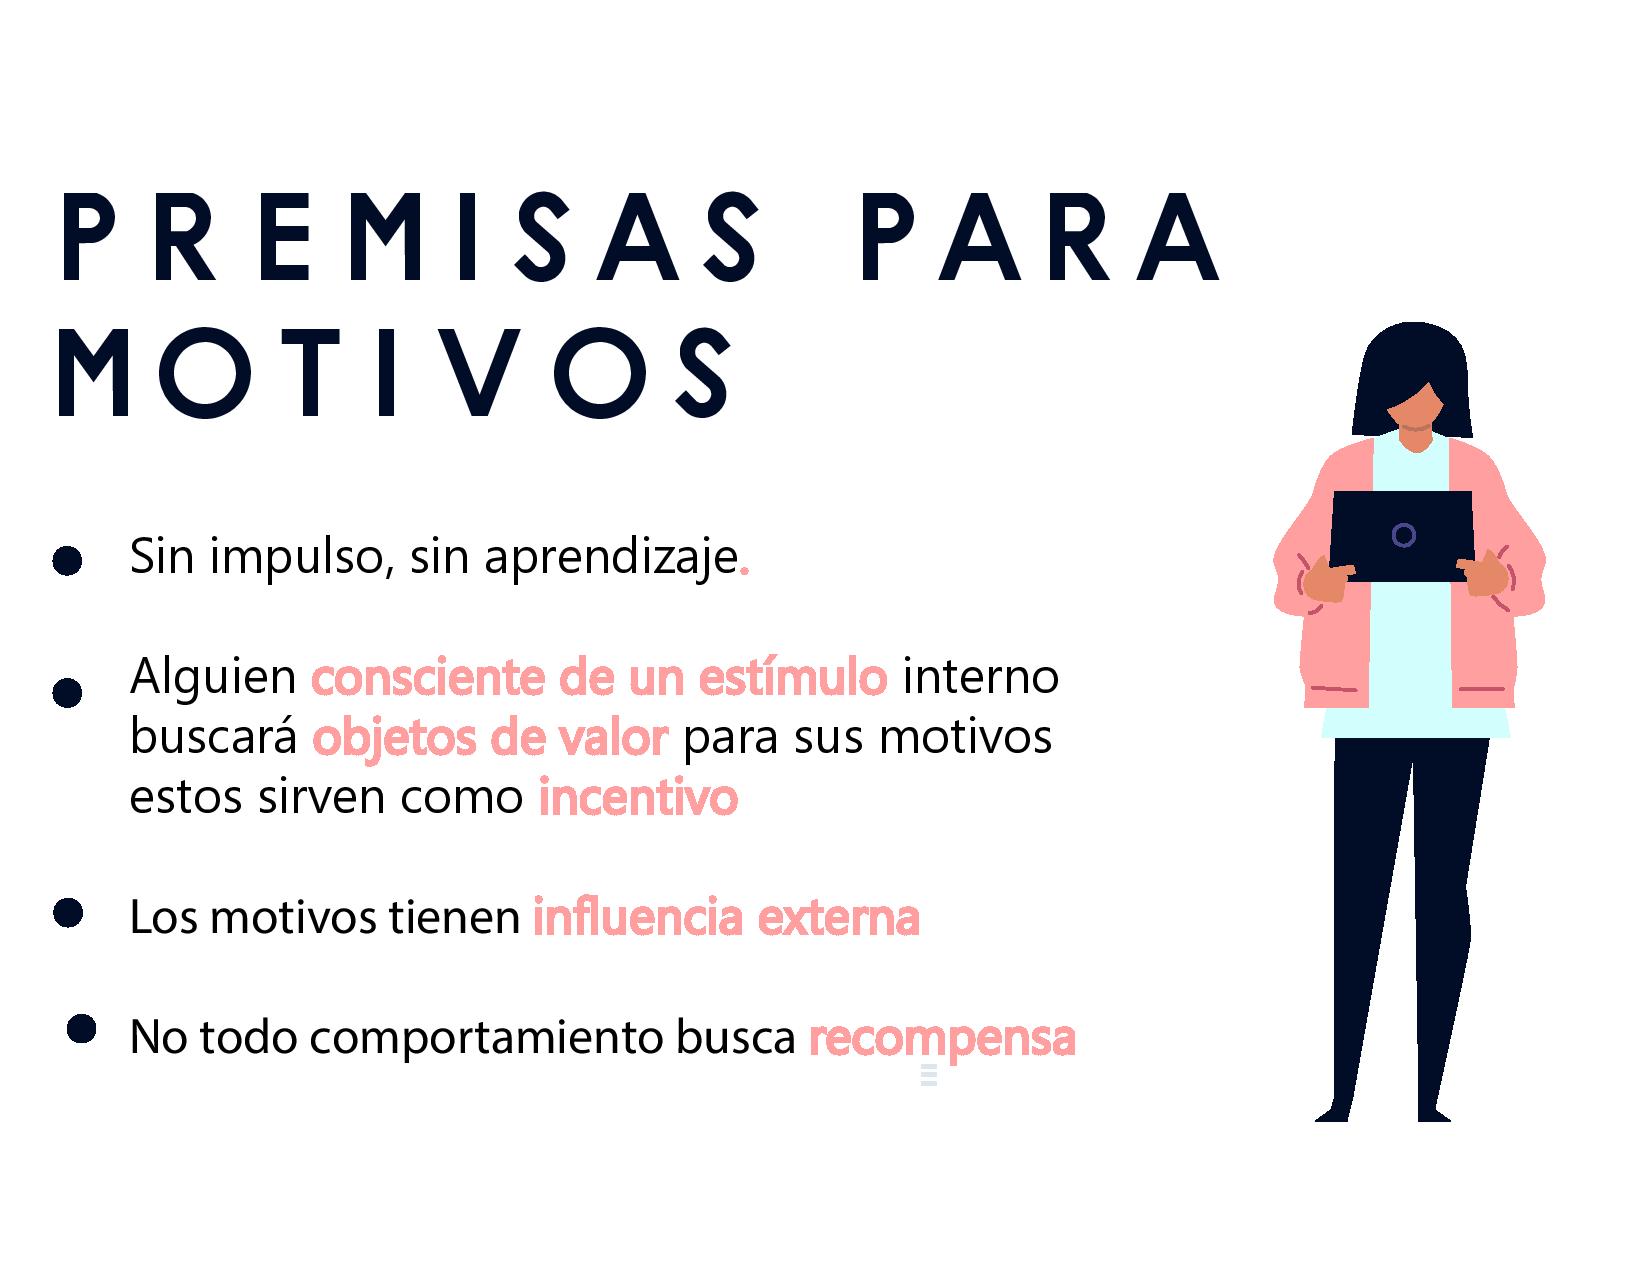 PREMISAS PARA
MOTIVOS
Sin impulso, sin aprendizaje.
Alguien consciente de un estímulo interno
buscará objetos de valor para sus motivos
estos sirven como incentivo
Los motivos tienen influencia externa
No todo comportamiento busca recompensa